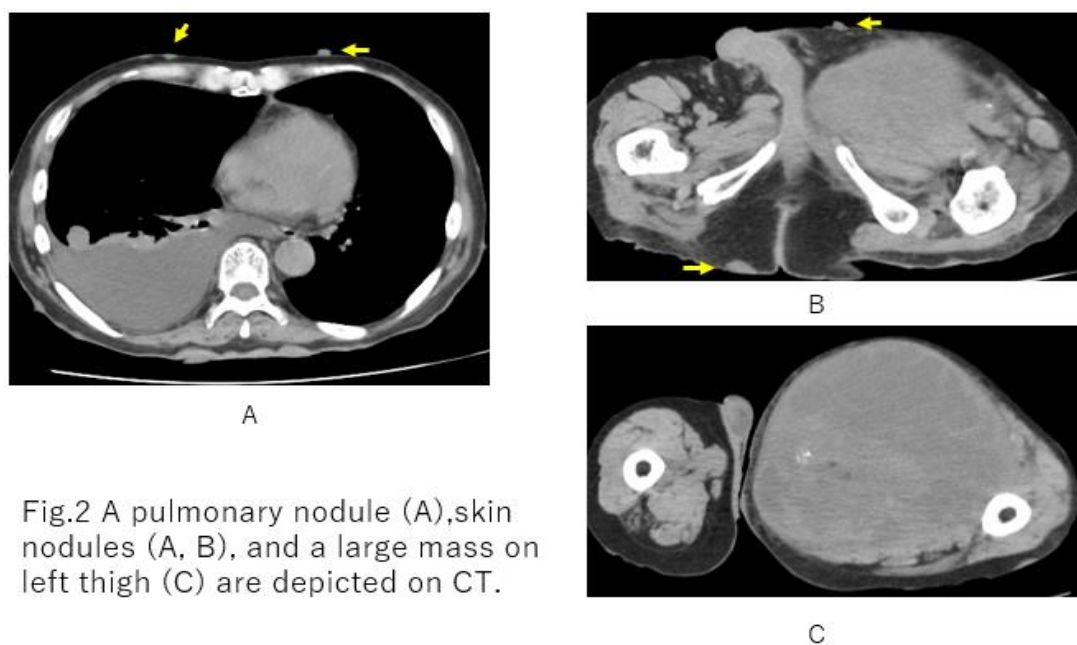 A
B
Fig.2 A pulmonary nodule (A),skin
nodules (A, B), and a large mass on
left thigh (C) are depicted on CT.
C